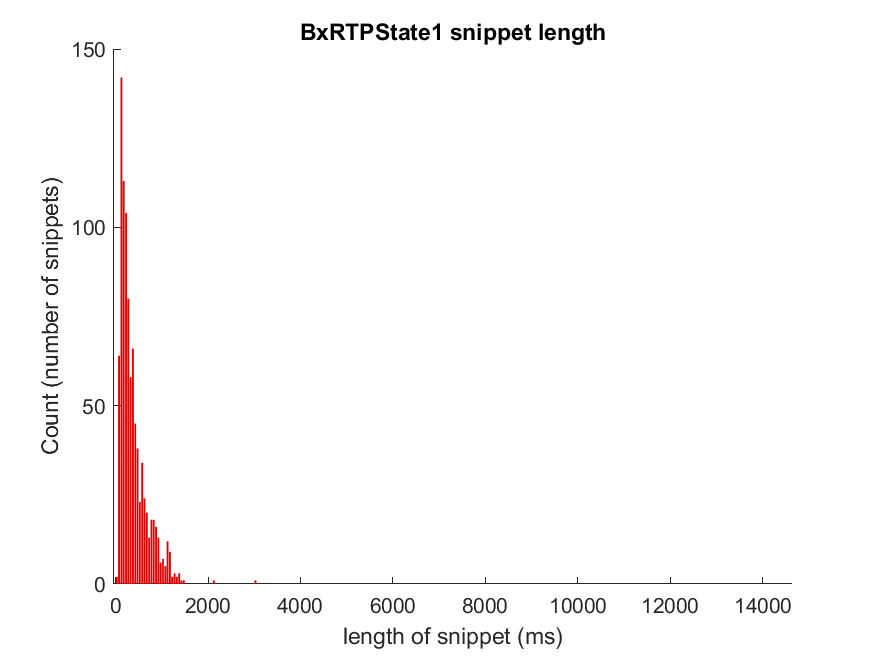 BxRTPState1 snippet length
150
100
50
0
Count (number of snippets)
0 2000 4000 6000 8000 10000 12000 14000
length of snippet (ms)